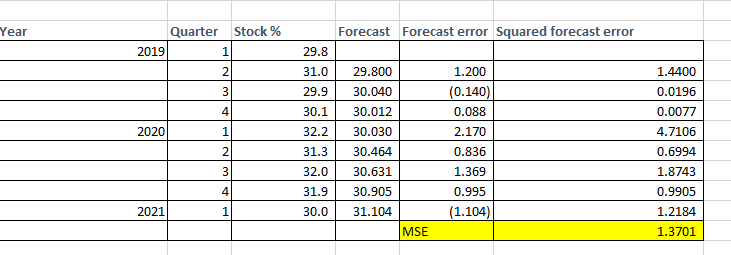 Year Quarter Stock % Forecast Forecast error Squared forecast error
2019 1 29.8
2 31.0 29.800 1.200 1.4400
3 29.9 30.040 (0.140) 0.0196
4 30.1 30.012 0.088 0.0077
2020 1 32.2 30.030 2.170 4.7106
2 31.3 30.464 0.836 0.6994
3 32.0 30.631 1.369 1.8743
4 31.9 30.905 0.995 0.9905
2021 1 30.0 31.104 (1.104) 1.2184
MSE 1.3701